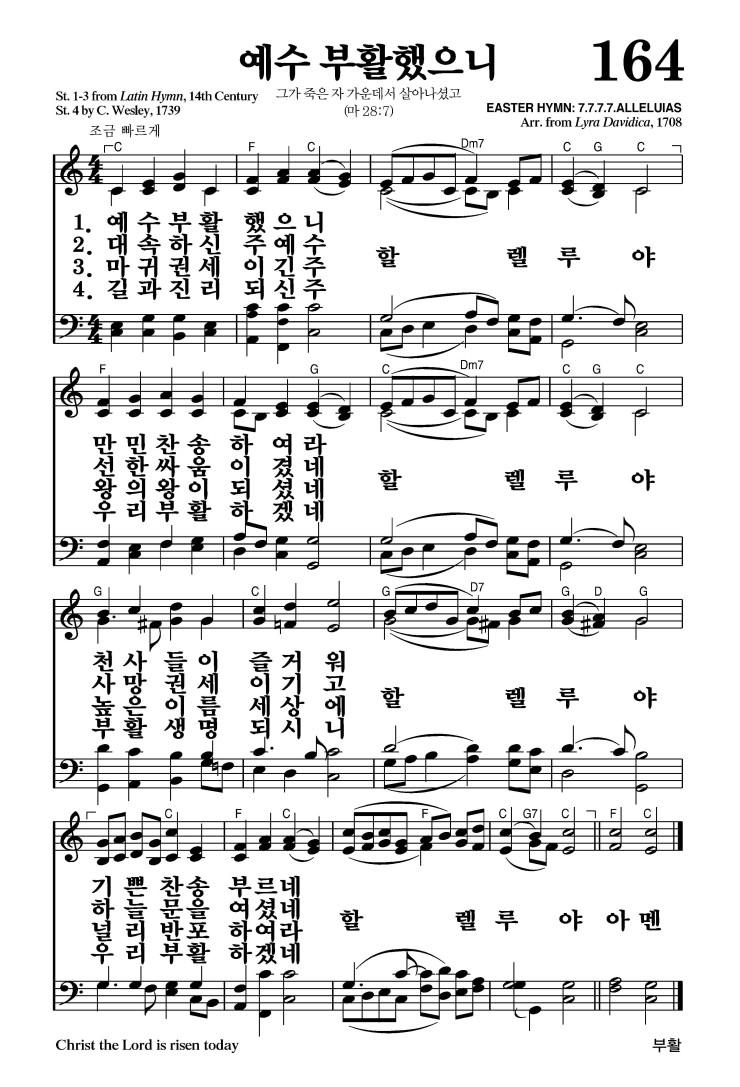 예수 부활했으니
164
St. 1-3 from Latin Hymn, 14th Century
St. 4 by C. Wesley, 1739
그가 죽은 자 가운데서 살아나셨고
(마 28:7)
EASTER HYMN: 7.7.7.7.ALLELUIAS
Arr. from Lyra Davidica, 1708
조금 빠르게
C F C Dm7 C G C
1. 예 수 부 활 했 으 니
2. 대 속 하 신 주 예 수
3. 마 귀 권 세 이 긴 주
4. 길 과 진 리 되 신 주
할 렐 루 야
F C G C Dm7 C G C
만 민 찬 송 하 여 라
선 한 싸 움 이 겼 네
왕 의 왕 이 되 셨 네
우 리 부 활 하 겠 네
할 렐 루 야
G C G D7 G D G
천 사 들 이 즐 거 워
사 망 권 세 이 기 고
높 은 이 름 세 상 에
부 활 생 명 되 시 니
할 렐 루 야
C F C F C G7 C F C
기 쁜 찬 송 부 르 네
하 늘 문 을 여 셨 네
널 리 반 포 하 여 라
우 리 부 활 하 겠 네
할 렐 루 야 아 멘
Christ the Lord is risen today
부활